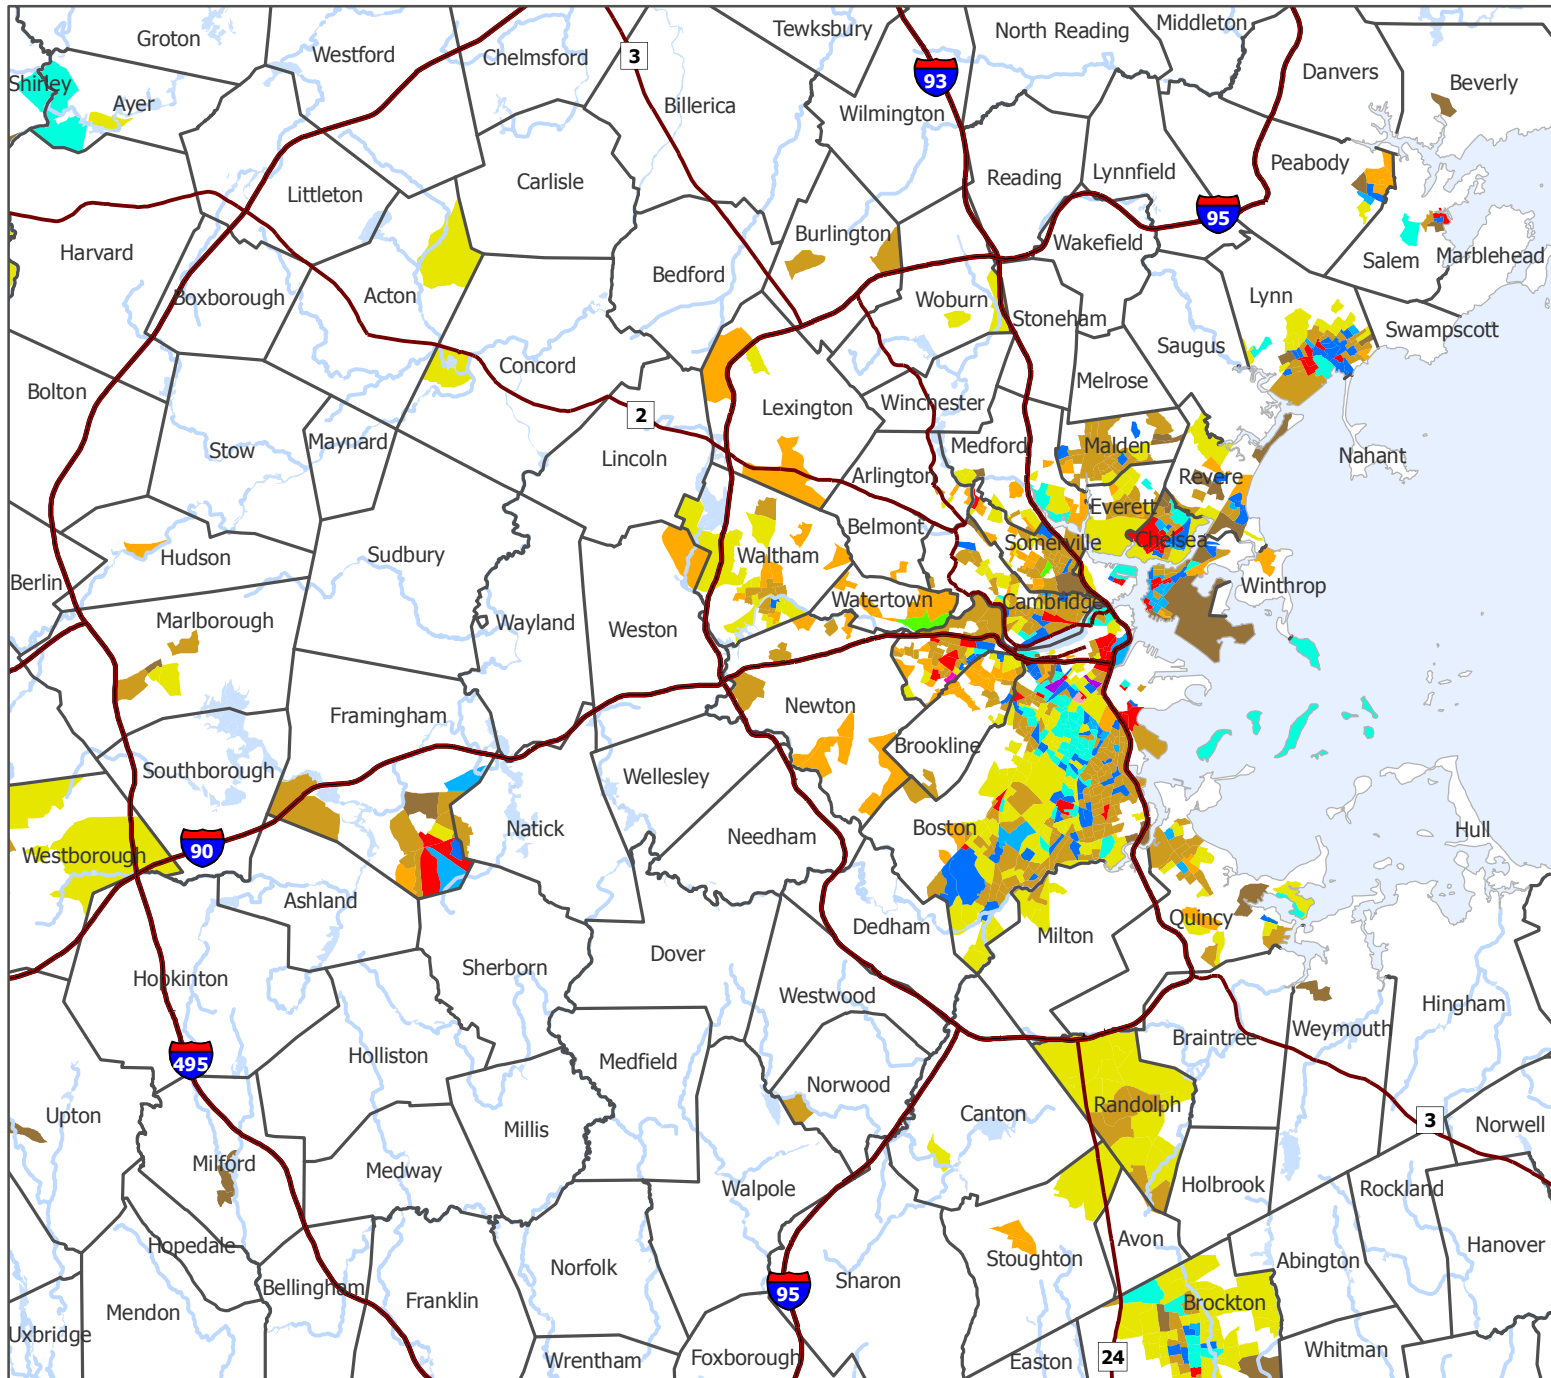 Groton
Westford
Chelmsford
3
Tewksbury
North Reading
Middleton
Danvers
Beverly
Shirley
Ayer
Billerica
93
Wilmington
Peabody
Littleton
Carlisle
Reading
Lynnfield
95
Harvard
Boxborough
Acton
Bedford
Burlington
Wakefield
Salem
Marblehead
Woburn
Stoneham
Lynn
Swampscott
Saugus
Bolton
Concord
Melrose
Lexington
Winchester
2
Stow
Maynard
Lincoln
Medford
Malden
Nahant
Arlington
Revere
Everett
Belmont
Hudson
Sudbury
Waltham
Somerville
Chelsea
Berlin
Winthrop
Watertown
Cambridge
Marlborough
Wayland
Weston
Framingham
Newton
Brookline
Southborough
Wellesley
Natick
Needham
Boston
Hull
Westborough
90
Ashland
Quincy
Dedham
Milton
Dover
Sherborn
Hopkinton
Westwood
Hingham
Weymouth
Braintree
495
Holliston
Medfield
Norwood
Canton
Randolph
Upton
Millis
3
Norwell
Milford
Medway
Walpole
Holbrook
Rockland
Hopedale
Avon
Stoughton
Hanover
Abington
Norfolk
Sharon
Bellingham
95
Franklin
Brockton
Mendon
Uxbridge
Wrentham
Foxborough
Easton
24
Whitman